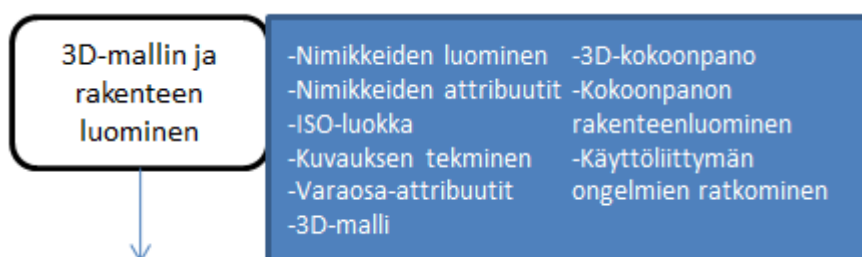 3D-mallin ja
rakenteen
luominen
-Nimikkeiden luominen
-Nimikkeiden attribuutit
-ISO-luokka
-Kuvauksen tekminen
-Varaosa-attribuutit
-3D-malli
-3D-kokoonpano
-Kokoonpanon
rakenteenluominen
-Käyttöliittymän
ongelmien ratkominen